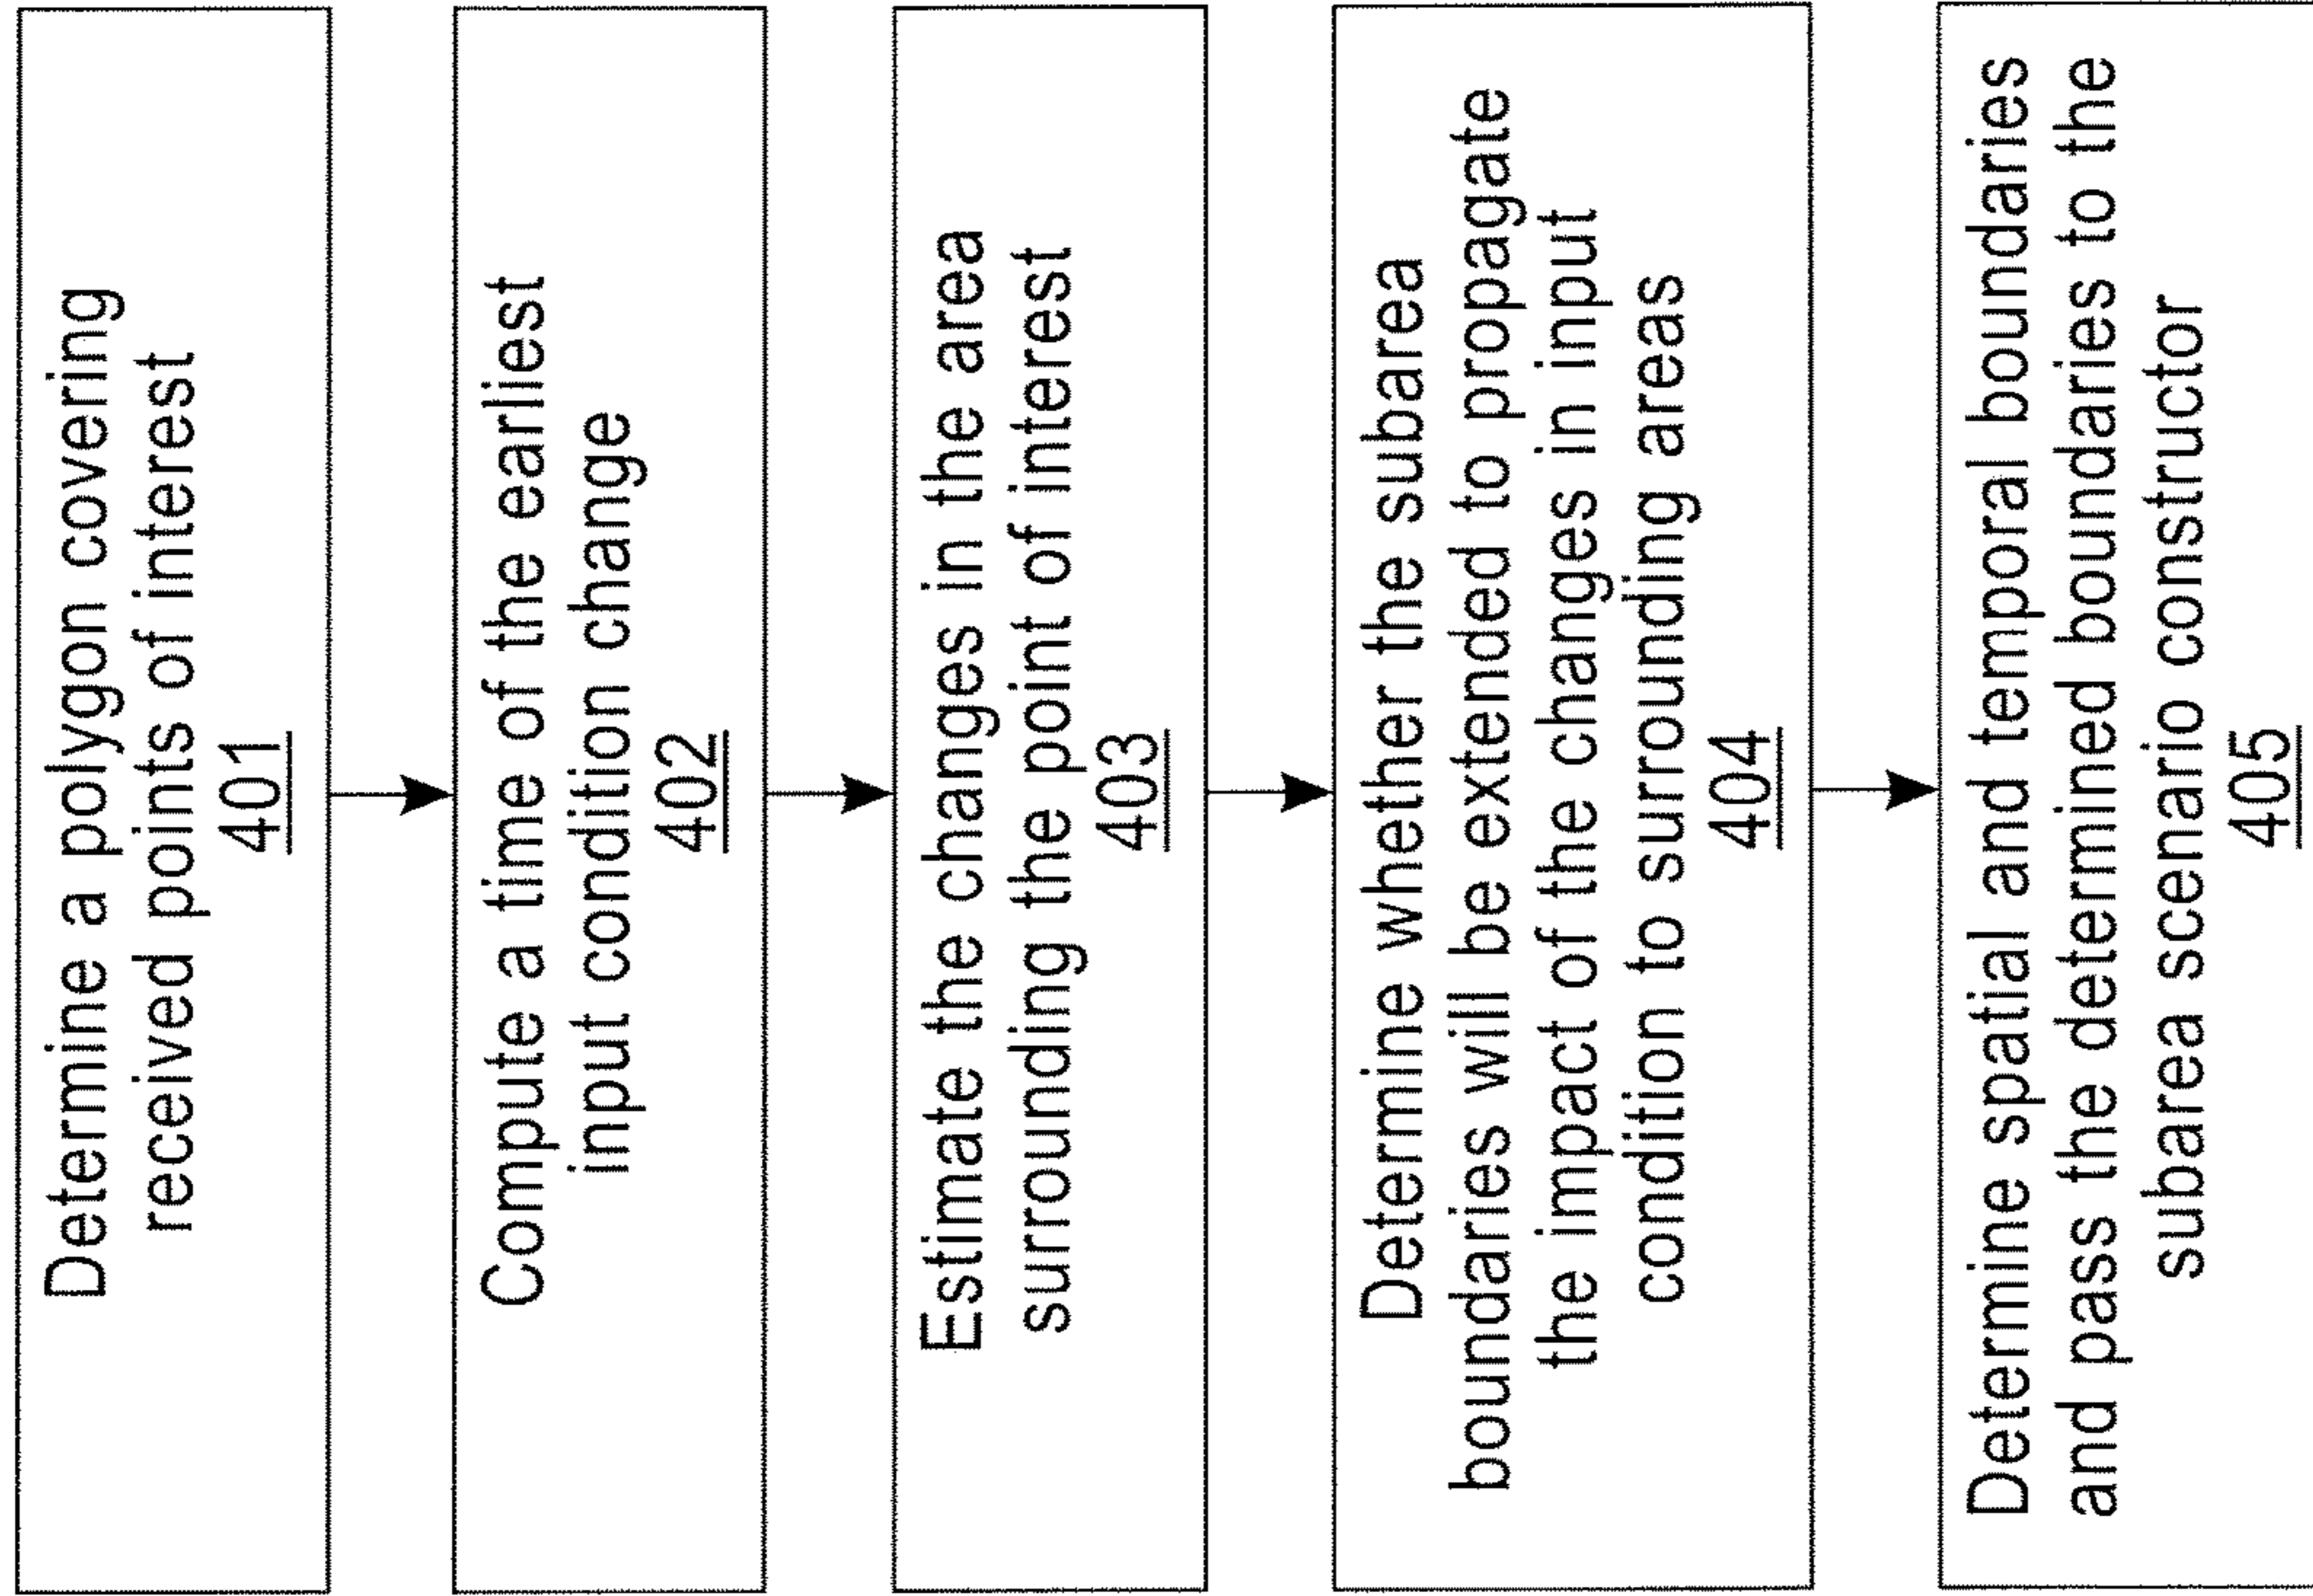 Determine a polygon covering
received points of interest
401
Compute a time of the earliest
input condition change
402
Estimate the changes in the area
surrounding the point of interest
403
Determine whether the subarea
boundaries will be extended to propagate
the impact of the changes in input
condition to surrounding areas
404
Determine spatial and temporal boundaries
and pass the determined boundaries to the
subarea scenario constructor
405